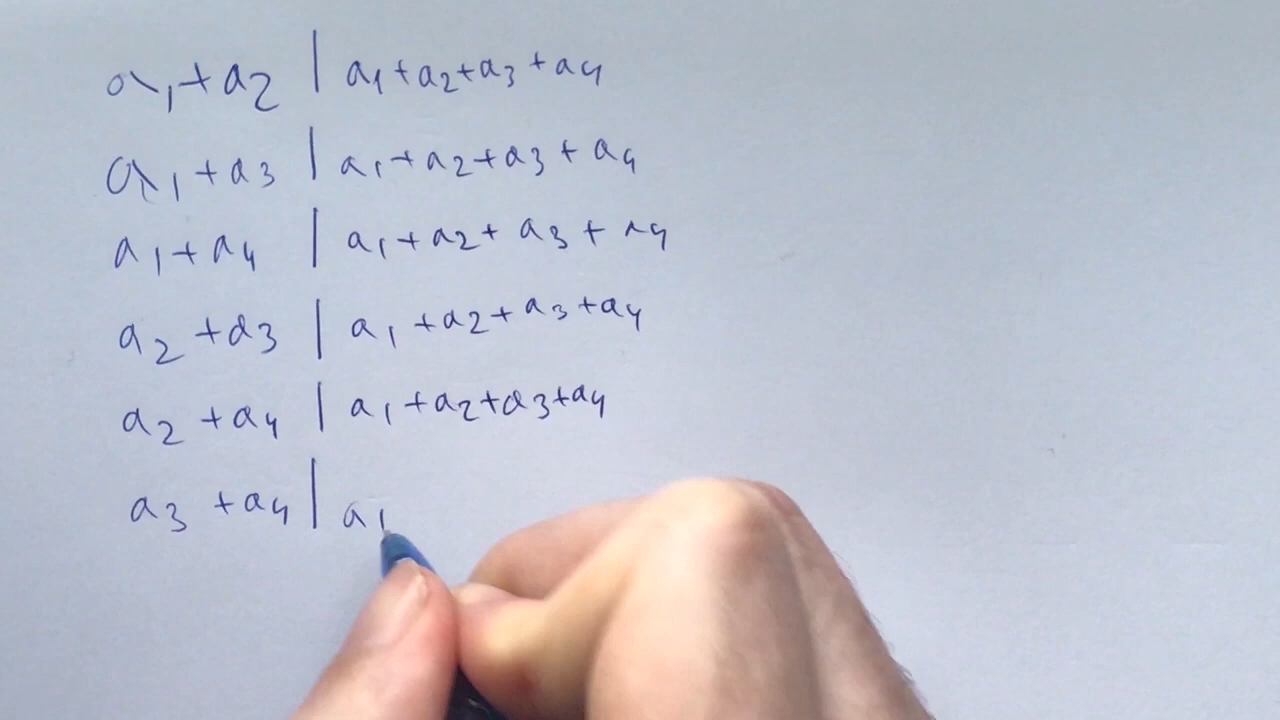 a1+a2 | a1+a2+a3+a4
a1+a3 | a1+a2+a3+a4
a1+a4 | a1+a2+a3+a4
a2+a3 | a1+a2+a3+a4
a2+a4 | a1+a2+a3+a4
a3+a4 | a1